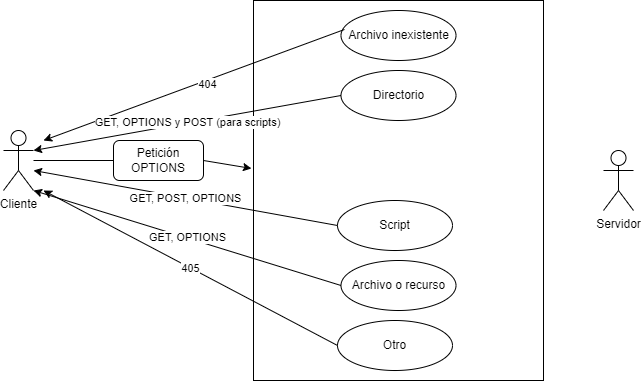 Archivo inexistente
404
Directorio
GET, OPTIONS y POST (para scripts)
Petición
OPTIONS
Cliente
GET, POST, OPTIONS
Script
Servidor
GET, OPTIONS
405
Archivo o recurso
Otro